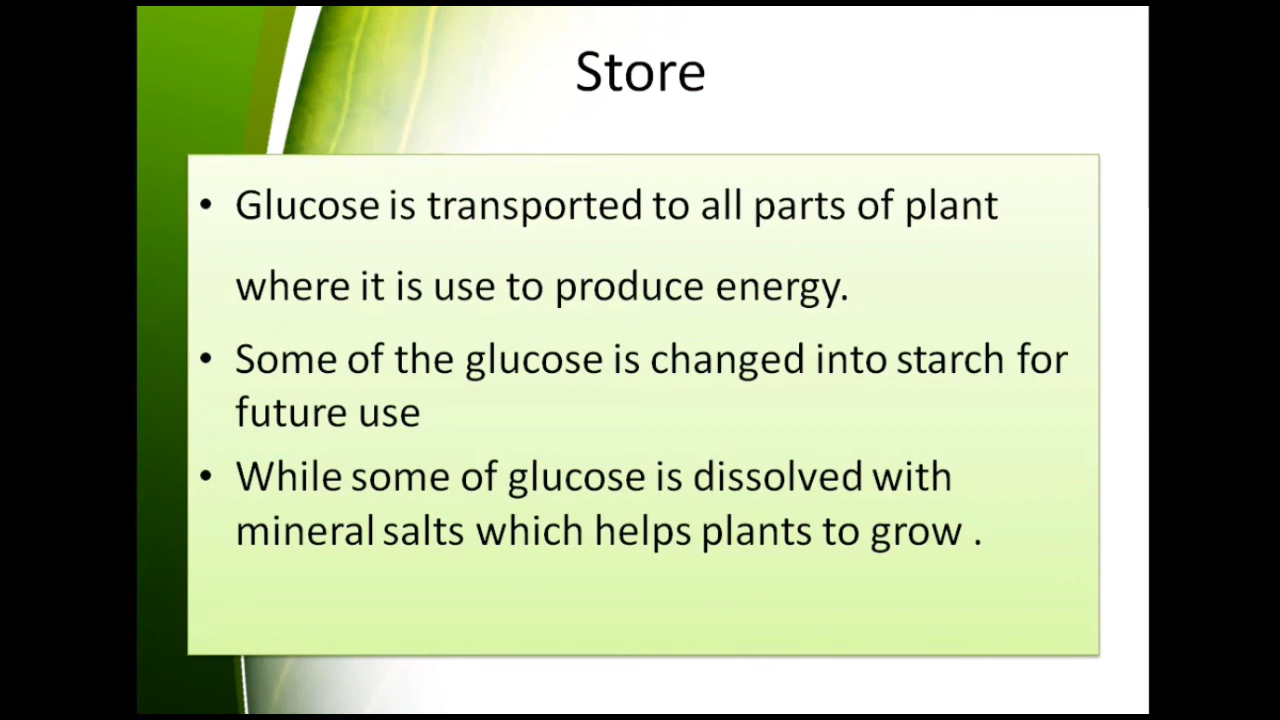 Store
• Glucose is transported to all parts of plant
where it is use to produce energy.
• Some of the glucose is changed into starch for
future use
• While some of glucose is dissolved with
mineral salts which helps plants to grow .